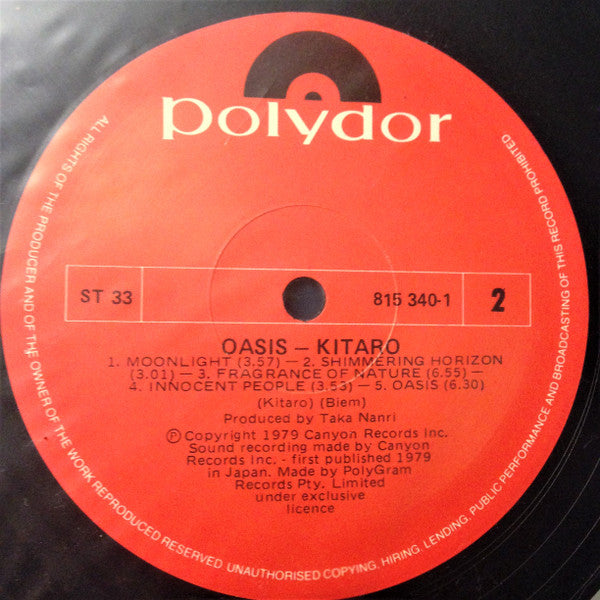 polydor
ST 33
815 340-1
2
OASIS – KITARO
1. MOONLIGHT (3.57) – 2. SHIMMERING HORIZON
(3.01) – 3. FRAGRANCE OF NATURE (6.55) –
4. INNOCENT PEOPLE (3.53) – 5. OASIS (6.30)
(Kitaro) (Biem)
Produced by Taka Nanri
Ⓟ Copyright 1979 Canyon Records Inc.
Sound recording made by Canyon
Records Inc. - first published 1979
in Japan. Made by PolyGram
Records Pty. Limited
under exclusive
licence
ALL RIGHTS OF THE PRODUCER AND OF THE OWNER OF THE WORK REPRODUCED RESERVED. UNAUTHORISED COPYING, HIRING, LENDING, PUBLIC PERFORMANCE AND BROADCASTING OF THIS RECORD PROHIBITED